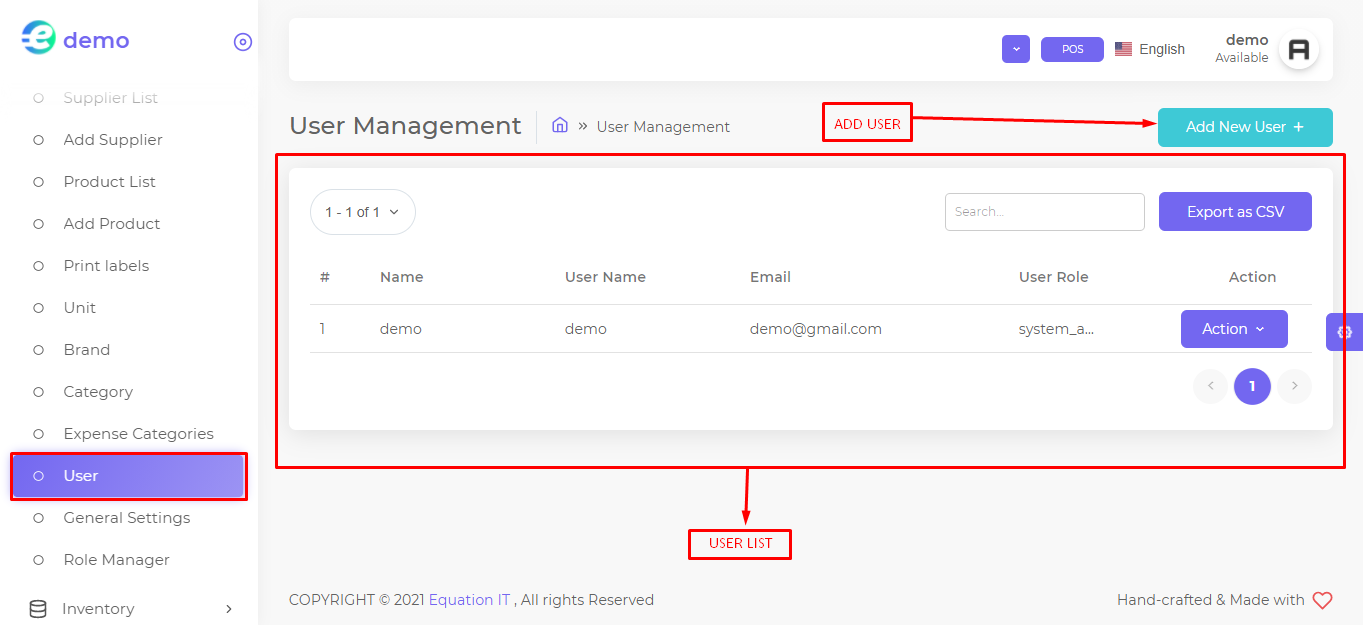 demo
Supplier List
Add Supplier
Product List
Add Product
Print labels
Unit
Brand
Category
Expense Categories
User
General Settings
Role Manager
Inventory
POS
English
demo
Available
User Management
» User Management
ADD USER
Add New User +
1 - 1 of 1
Search...
Export as CSV
# Name User Name Email User Role Action
1 demo demo demo@gmail.com system_a... Action
< 1 >
USER LIST
COPYRIGHT © 2021 Equation IT , All rights Reserved
Hand-crafted & Made with